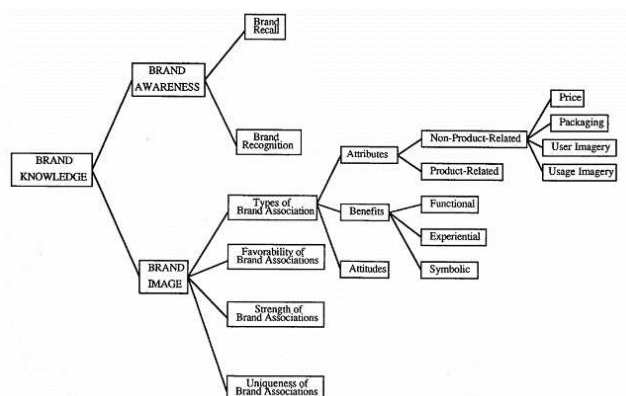 Brand
Recall
BRAND
AWARENESS
Brand
Recognition
BRAND
KNOWLEDGE
BRAND
IMAGE
Types of
Brand Association
Favorability of
Brand Associations
Strength of
Brand Associations
Uniqueness of
Brand Associations
Attributes
Benefits
Attitudes
Non-Product-Related
Product-Related
Functional
Experiential
Symbolic
Price
Packaging
User Imagery
Usage Imagery